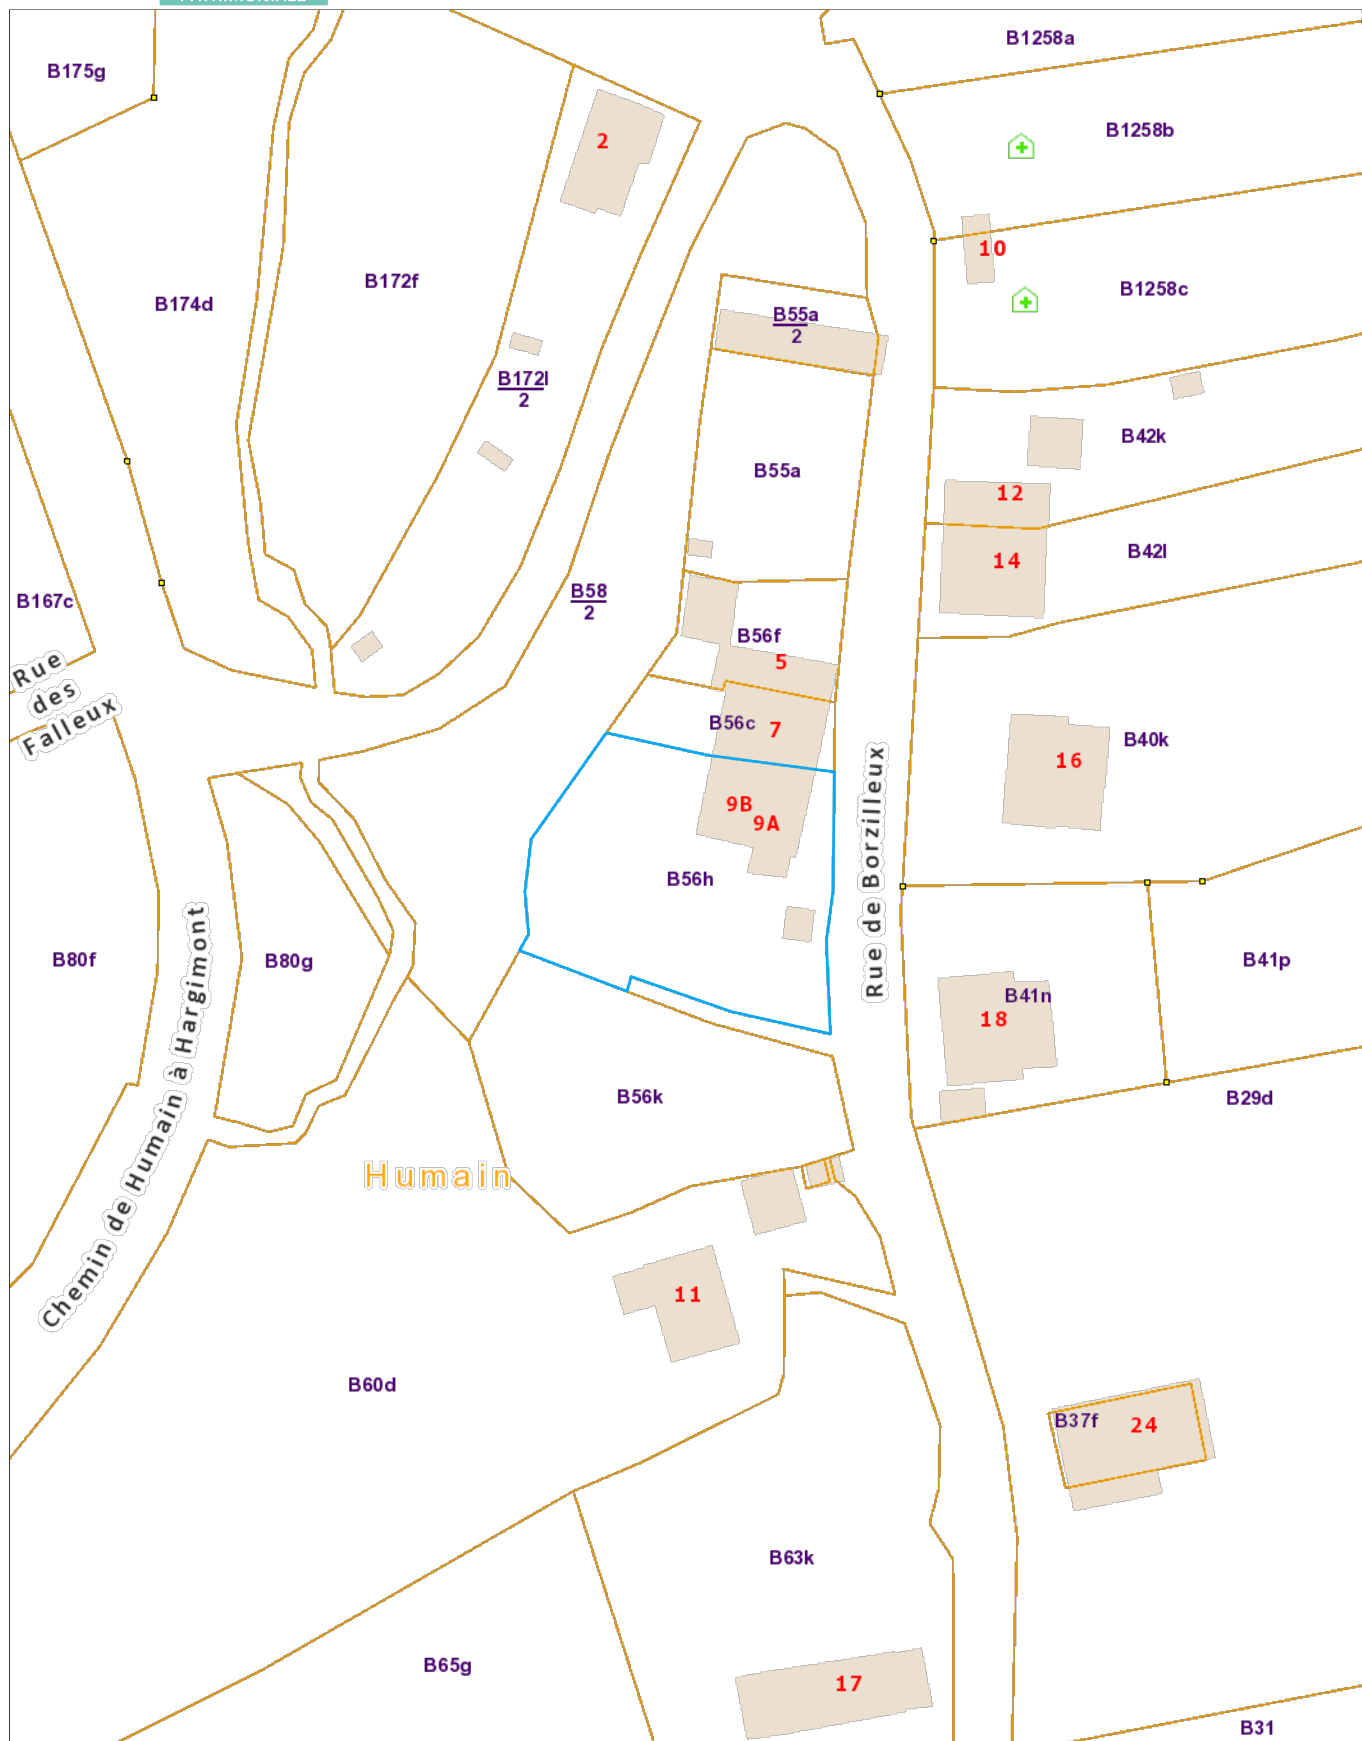 B1258a
B175g
B1258b
2
10
B172f
B1258c
B174d
B55a
2
B172l
2
B42k
B55a
12
B42l
14
B58
2
B167c
B56f
5
Rue
des
Falleux
B56c
7
B40k
16
9B
9A
Rue de Borzilleux
B56h
B80f
B80g
B41p
B41n
18
Chemin de Humain à Hargimont
B56k
B29d
Humain
11
B60d
B37f
24
B63k
B65g
17
B31